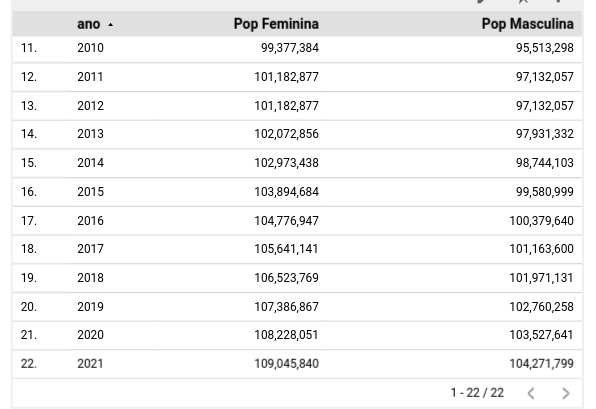 ano Pop Feminina Pop Masculina
11. 2010 99,377,384 95,513,298
12. 2011 101,182,877 97,132,057
13. 2012 101,182,877 97,132,057
14. 2013 102,072,856 97,931,332
15. 2014 102,973,438 98,744,103
16. 2015 103,894,684 99,580,999
17. 2016 104,776,947 100,379,640
18. 2017 105,641,141 101,163,600
19. 2018 106,523,769 101,971,131
20. 2019 107,386,867 102,760,258
21. 2020 108,228,051 103,527,641
22. 2021 109,045,840 104,271,799
1 - 22 / 22